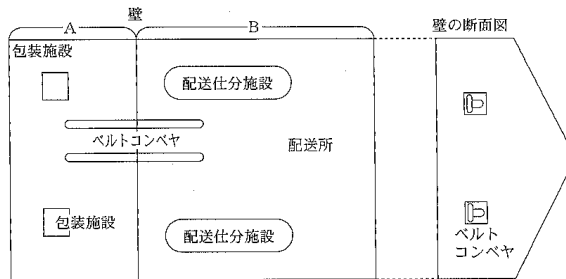 壁
A
B
壁の断面図
包装施設
配送仕分施設
ベルトコンベヤ
配送所
包装施設
配送仕分施設
ベルト
コンベヤ